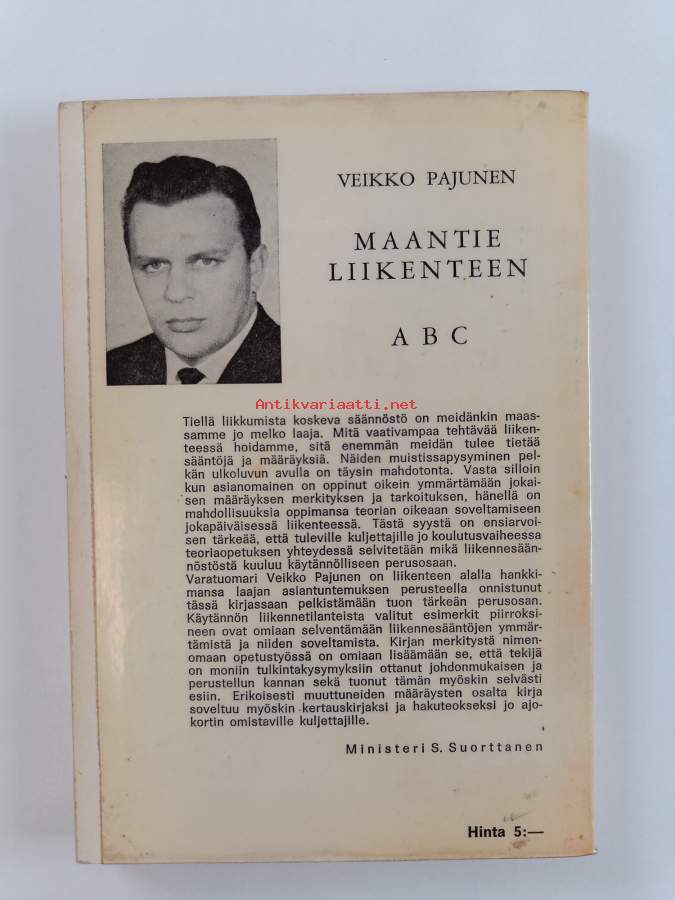 VEIKKO PAJUNEN
MAANTIE
LIIKENTEEN
A B C
Antikvariaatti.net
Tiellä liikkumista koskeva säännöstö on meidänkin maas-
samme jo melko laaja. Mitä vaativampaa tehtävää liiken-
teessä hoidamme, sitä enemmän meidän tulee tietää
sääntöjä ja määräyksiä. Näiden muistissapysyminen pel-
kän ulkoluvun avulla on täysin mahdotonta. Vasta silloin
kun asianomainen on oppinut oikein ymmärtämään jokai-
sen määräyksen merkityksen ja tarkoituksen, hänellä on
mahdollisuuksia oppimansa teorian oikeaan soveltamiseen
jokapäiväisessä liikenteessä. Tästä syystä on ensiarvoi-
sen tärkeää, että tuleville kuljettajille jo koulutusvaiheessa
teoriaopetuksen yhteydessä selvitetään mikä liikennesään-
nöstöstä kuuluu käytännölliseen perusosaan.
Varatuomari Veikko Pajunen on liikenteen alalla hankki-
mansa laajan asiantuntemuksen perusteella onnistunut
tässä kirjassaan pelkistämään tuon tärkeän perusosan.
Käytännön liikennetilanteista valitut esimerkit piirroksi-
neen ovat omiaan selventämään liikennesääntöjen ymmär-
tämistä ja niiden soveltamista. Kirjan merkitystä nimen-
omaan opetustyössä on omiaan lisäämään se, että tekijä
on moniin tulkintakysymyksiin ottanut johdonmukaisen ja
perustellun kannan sekä tuonut tämän myöskin selvästi
esiin. Erikoisesti muuttuneiden määräysten osalta kirja
soveltuu myöskin kertauskirjaksi ja hakuteokseksi jo ajo-
kortin omistaville kuljettajille.
Ministeri S. Suorttanen
Hinta 5:—